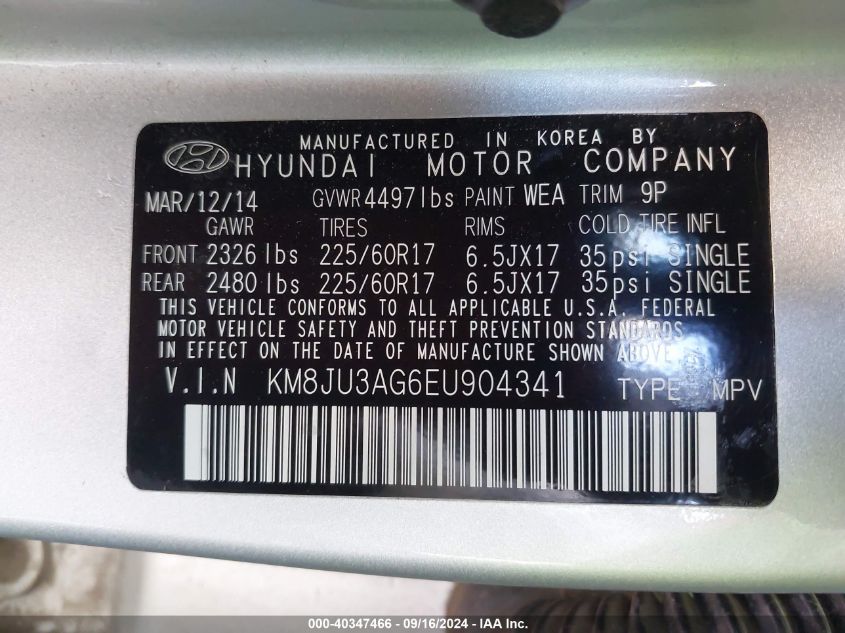 MANUFACTURED IN KOREA BY
HYUNDAI MOTOR COMPANY
MAR/12/14 GVWR 4497lbs PAINT WEA TRIM 9P
GAWR TIRES RIMS COLD TIRE INFL
FRONT 2326 lbs 225/60R17 6.5JX17 35psi SINGLE
REAR 2480 lbs 225/60R17 6.5JX17 35psi SINGLE
THIS VEHICLE CONFORMS TO ALL APPLICABLE U.S.A. FEDERAL
MOTOR VEHICLE SAFETY AND THEFT PREVENTION STANDARDS
IN EFFECT ON THE DATE OF MANUFACTURE SHOWN ABOVE
V.I.N KM8JU3AG6EU904341 TYPE MPV
000-40347466 - 09/16/2024 - IAA Inc.